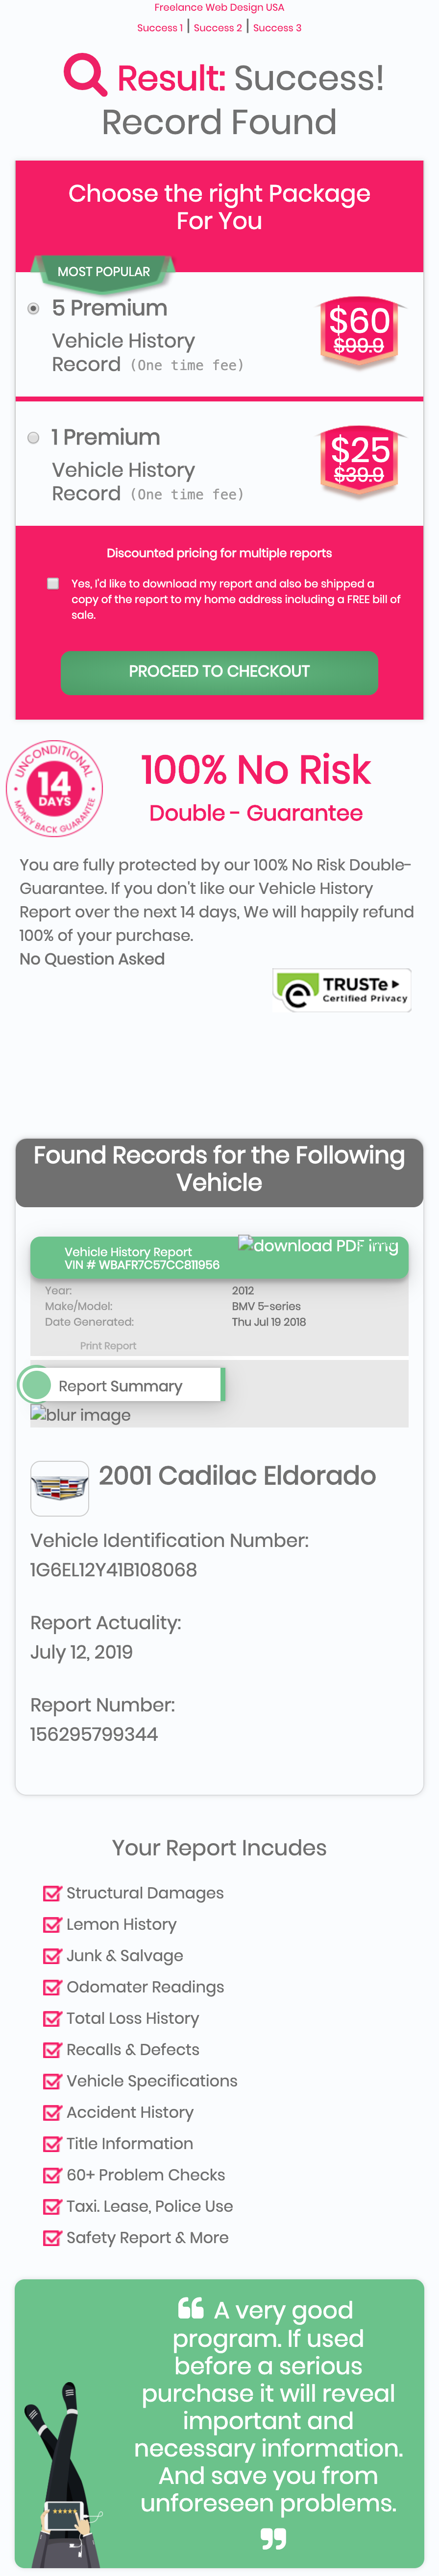 Freelance Web Design USA
Success 1 | Success 2 | Success 3
Result: Success!
Record Found
Choose the right Package
For You
MOST POPULAR
5 Premium
Vehicle History
Record (One time fee)
$60
$99.9
1 Premium
Vehicle History
Record (One time fee)
$25
$39.9
Discounted pricing for multiple reports
Yes, I'd like to download my report and also be shipped a
copy of the report to my home address including a FREE bill of
sale.
PROCEED TO CHECKOUT
UNCONDITIONAL
14
DAYS
MONEY BACK GUARANTEE
100% No Risk
Double - Guarantee
You are fully protected by our 100% No Risk Double-
Guarantee. If you don't like our Vehicle History
Report over the next 14 days, We will happily refund
100% of your purchase.
No Question Asked
TRUSTe
Certified Privacy
Found Records for the Following
Vehicle
download PDF img
Vehicle History Report
VIN # WBAFR7C57CC811956
Year: 2012
Make/Model: BMV 5-series
Date Generated: Thu Jul 19 2018
Print Report
Report Summary
blur image
2001 Cadilac Eldorado
Vehicle Identification Number:
1G6EL12Y41B108068
Report Actuality:
July 12, 2019
Report Number:
156295799344
Your Report Incudes
Structural Damages
Lemon History
Junk & Salvage
Odomater Readings
Total Loss History
Recalls & Defects
Vehicle Specifications
Accident History
Title Information
60+ Problem Checks
Taxi. Lease, Police Use
Safety Report & More
“ A very good
program. If used
before a serious
purchase it will reveal
important and
necessary information.
And save you from
unforeseen problems.
”